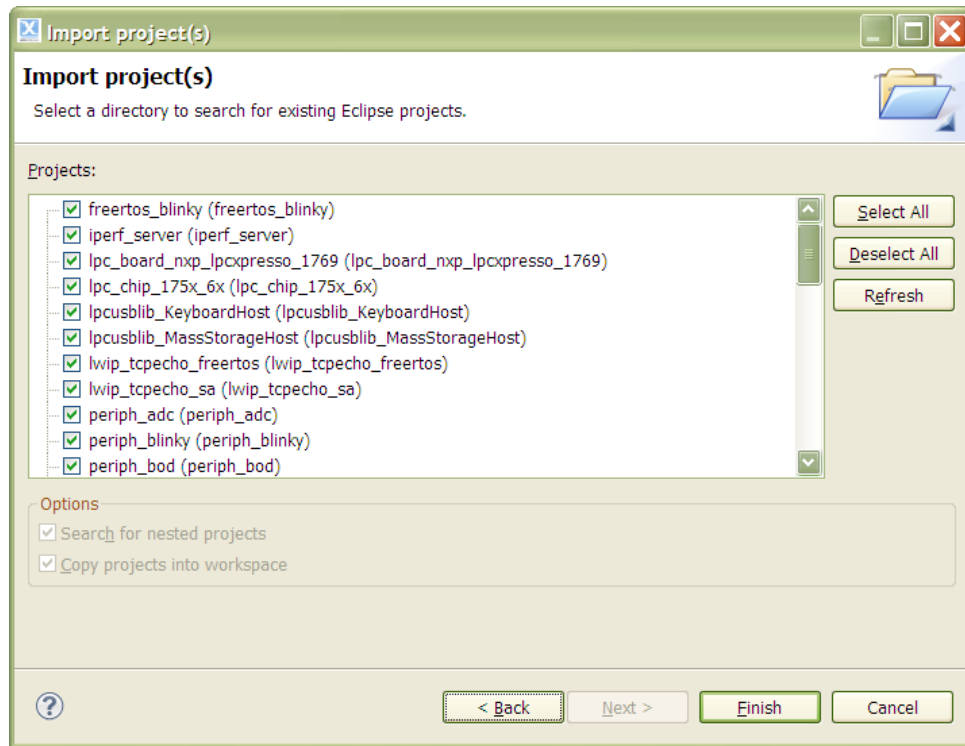 Import project(s)
Import project(s)
Select a directory to search for existing Eclipse projects.
Projects:
freertos_blinky (freertos_blinky)
iperf_server (iperf_server)
lpc_board_nxp_lpcxpresso_1769 (lpc_board_nxp_lpcxpresso_1769)
lpc_chip_175x_6x (lpc_chip_175x_6x)
lpcusblib_KeyboardHost (lpcusblib_KeyboardHost)
lpcusblib_MassStorageHost (lpcusblib_MassStorageHost)
lwip_tcpecho_freertos (lwip_tcpecho_freertos)
lwip_tcpecho_sa (lwip_tcpecho_sa)
periph_adc (periph_adc)
periph_blinky (periph_blinky)
periph_bod (periph_bod)
Select All
Deselect All
Refresh
Options
Search for nested projects
Copy projects into workspace
< Back
Next >
Finish
Cancel